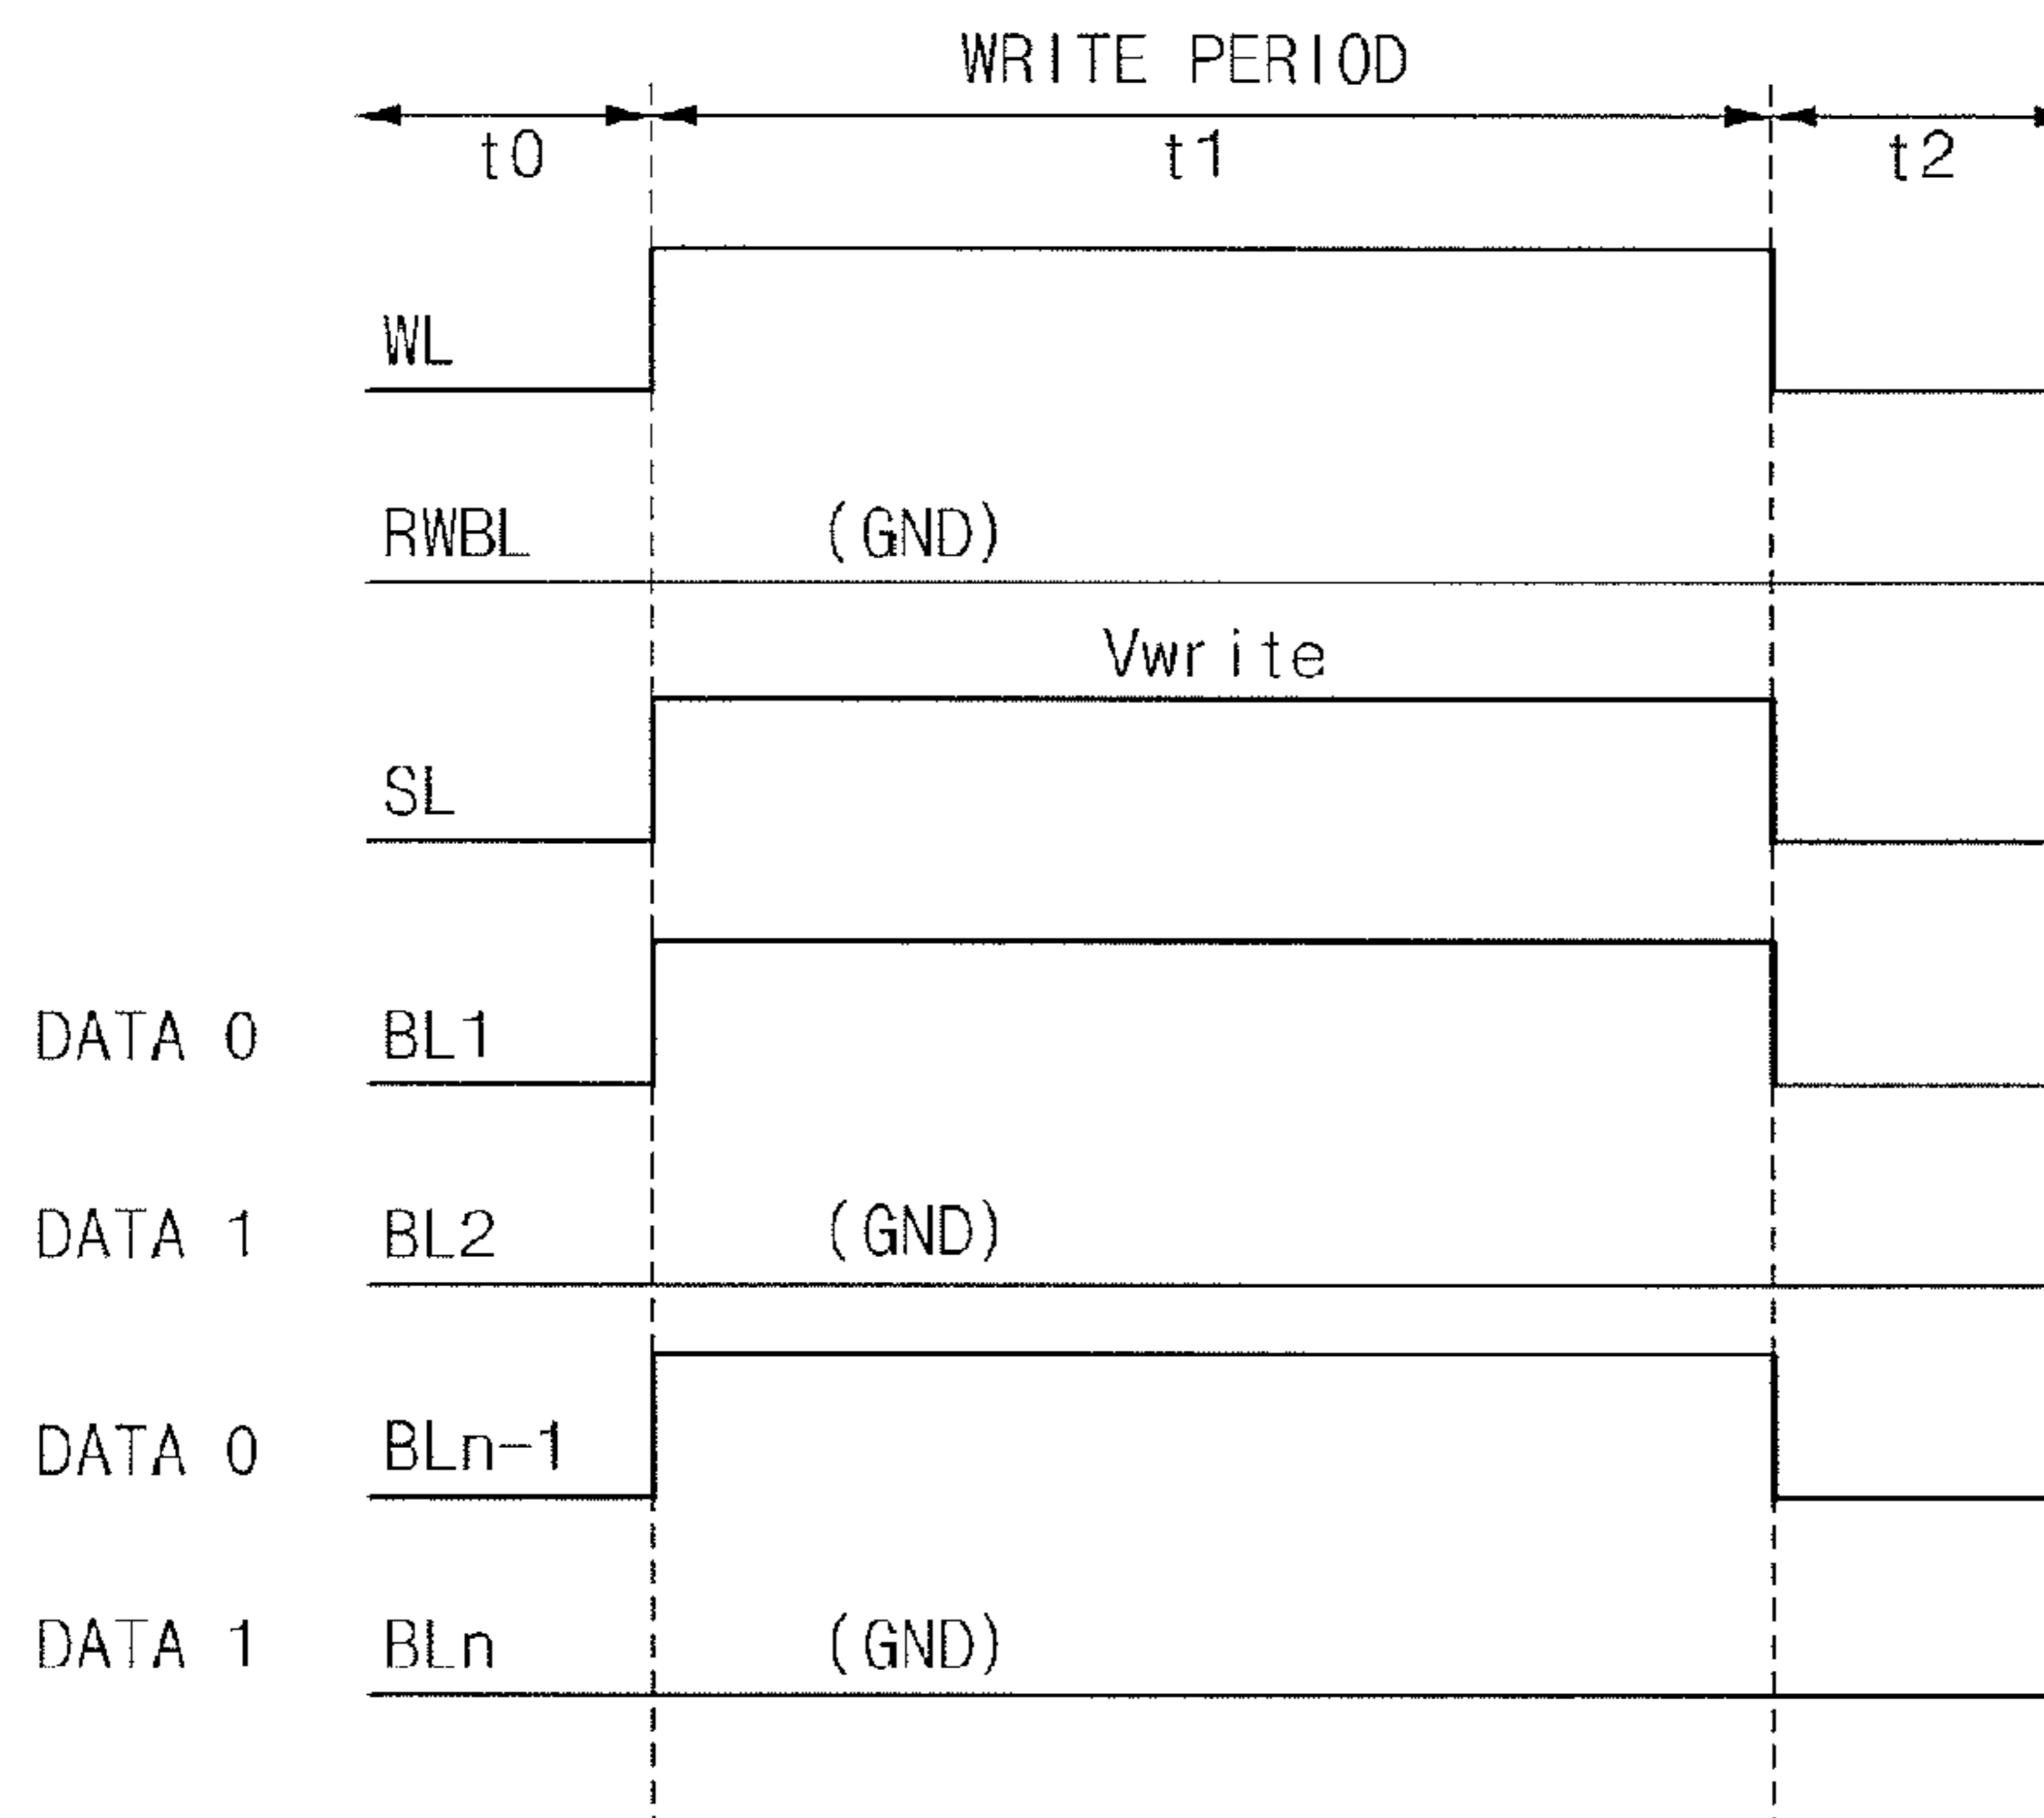 WRITE PERIOD
t0 t1 t2
WL
RWBL (GND)
Vwrite
SL
DATA 0 BL1
DATA 1 BL2 (GND)
DATA 0 BLn-1
DATA 1 BLn (GND)